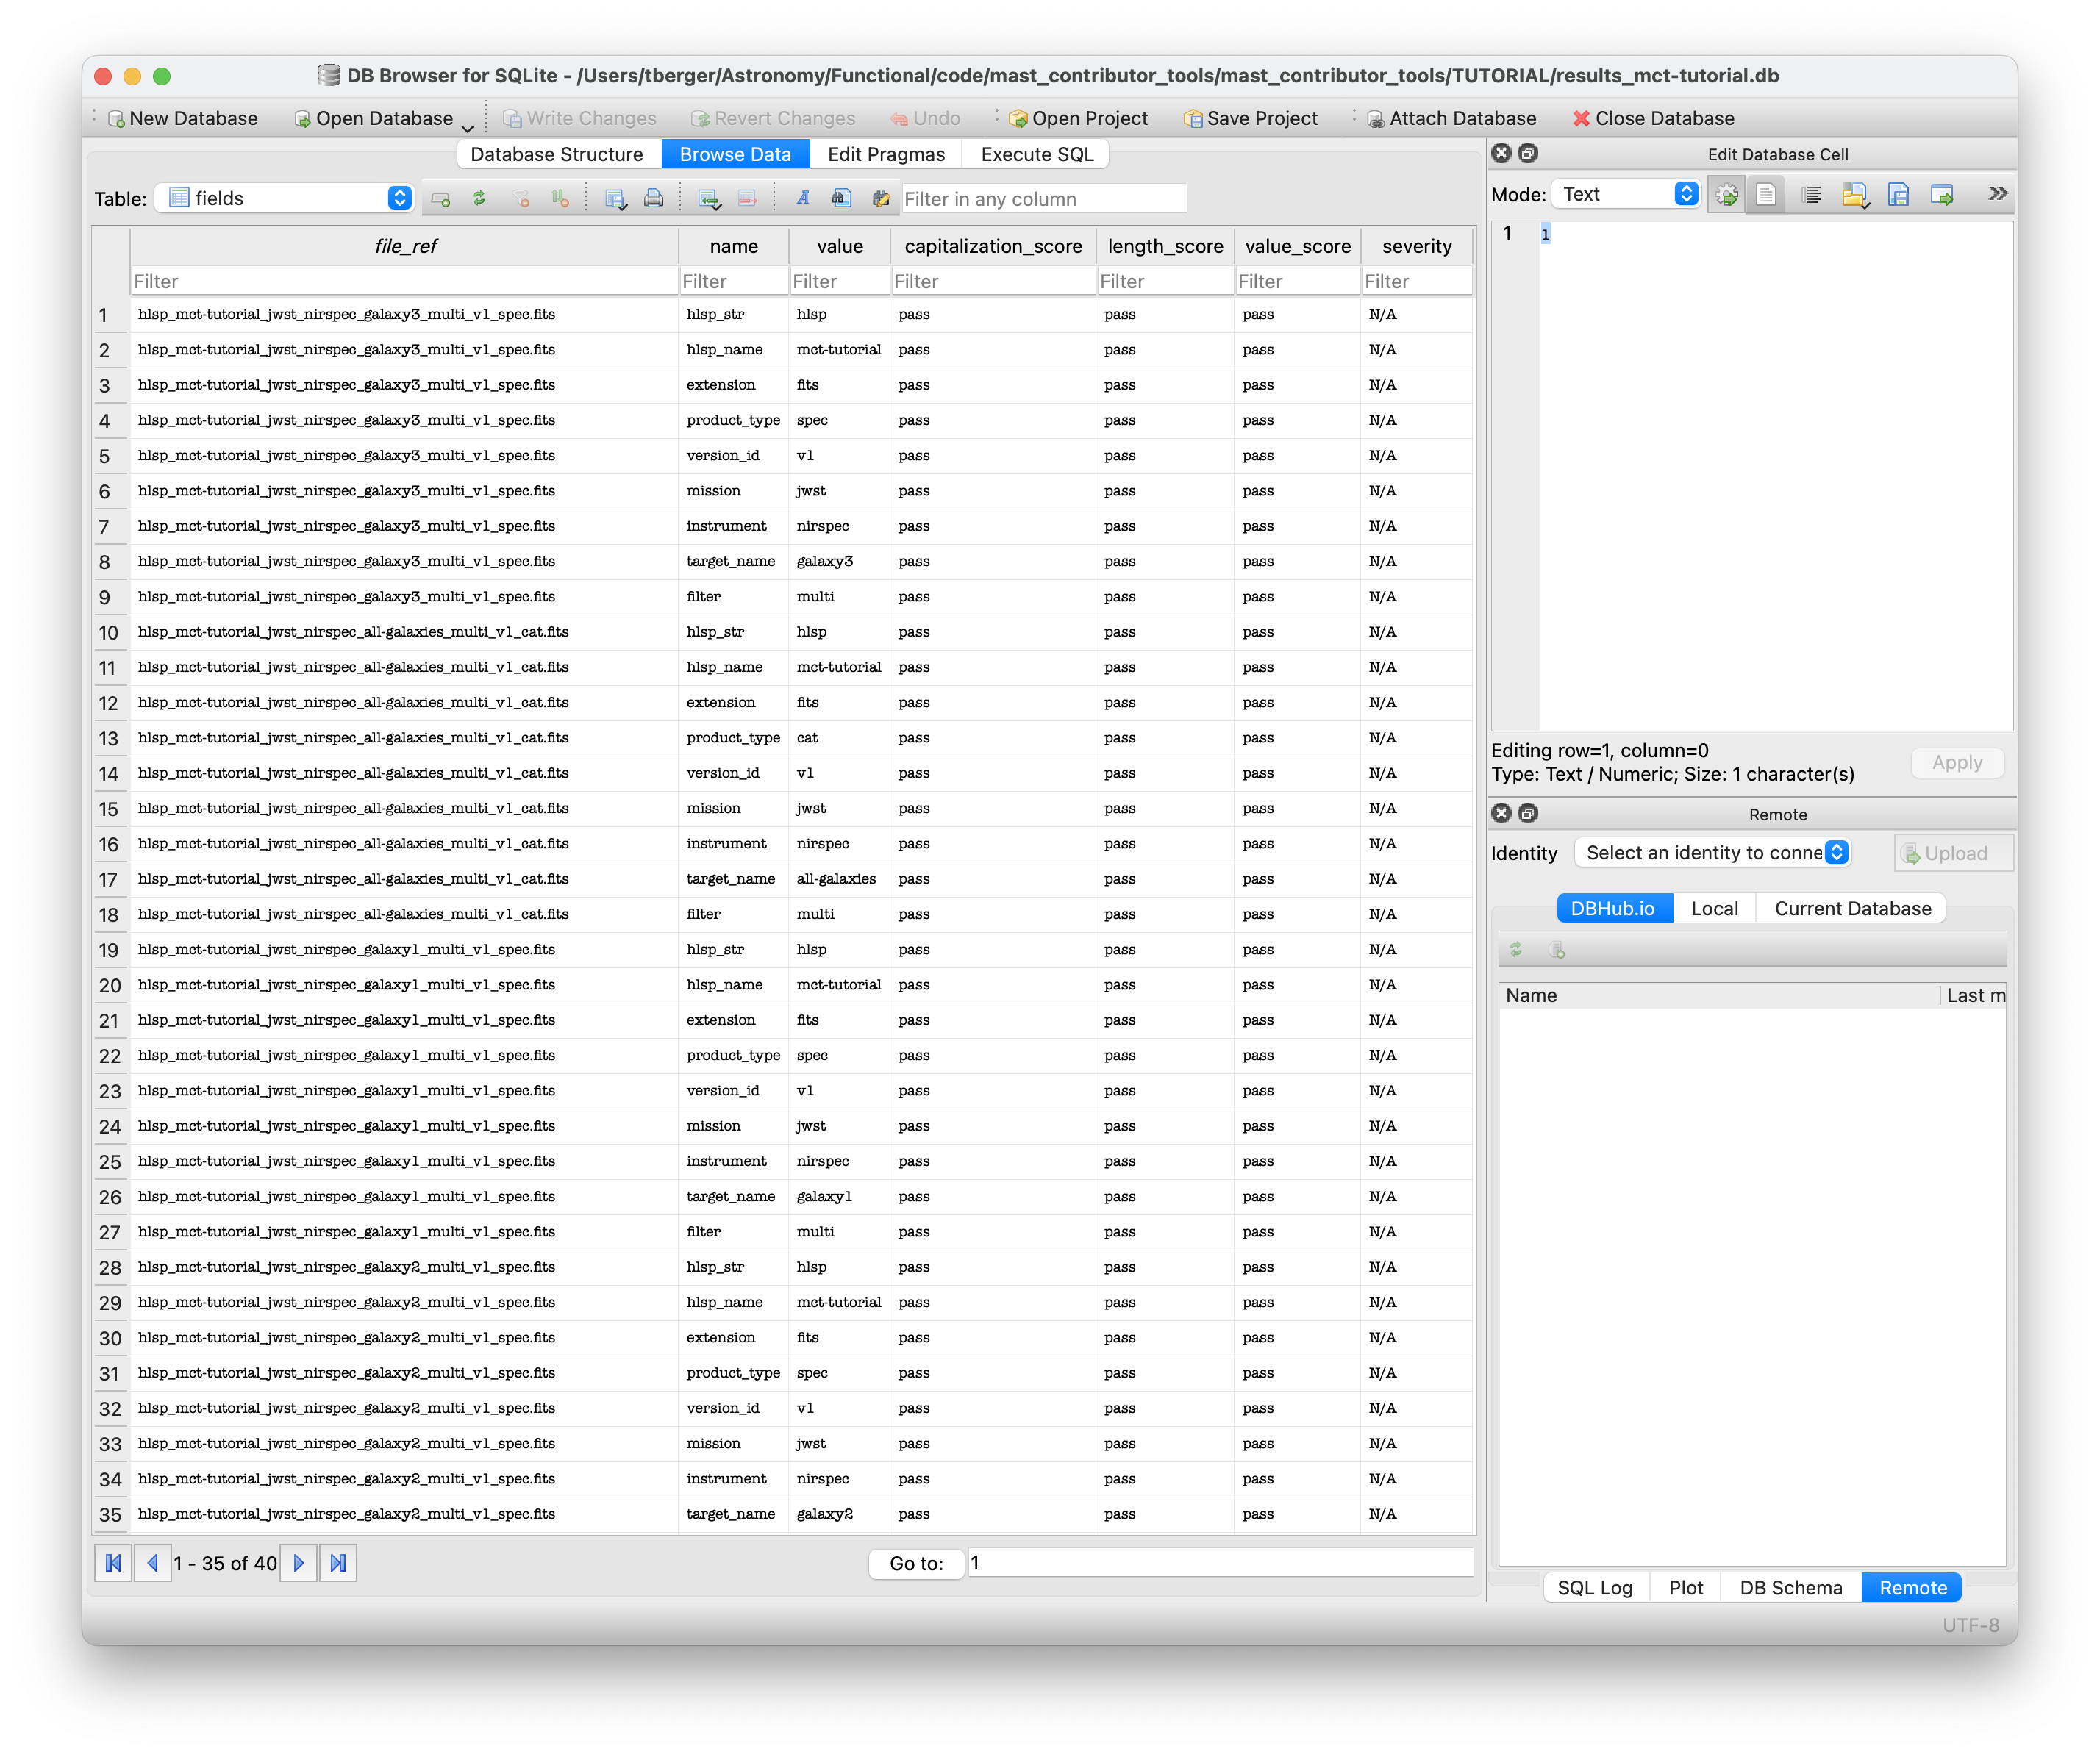 DB Browser for SQLite - /Users/tberger/Astronomy/Functional/code/mast_contributor_tools/mast_contributor_tools/TUTORIAL/results_mct-tutorial.db
New Database Open Database Write Changes Revert Changes Undo Open Project Save Project Attach Database Close Database
Database Structure Browse Data Edit Pragmas Execute SQL
Table: fields Filter in any column
file_ref name value capitalization_score length_score value_score severity
Filter Filter Filter Filter Filter Filter Filter
1 hlsp_mct-tutorial_jwst_nirspec_galaxy3_multi_v1_spec.fits hlsp_str hlsp pass pass pass N/A
2 hlsp_mct-tutorial_jwst_nirspec_galaxy3_multi_v1_spec.fits hlsp_name mct-tutorial pass pass pass N/A
3 hlsp_mct-tutorial_jwst_nirspec_galaxy3_multi_v1_spec.fits extension fits pass pass pass N/A
4 hlsp_mct-tutorial_jwst_nirspec_galaxy3_multi_v1_spec.fits product_type spec pass pass pass N/A
5 hlsp_mct-tutorial_jwst_nirspec_galaxy3_multi_v1_spec.fits version_id v1 pass pass pass N/A
6 hlsp_mct-tutorial_jwst_nirspec_galaxy3_multi_v1_spec.fits mission jwst pass pass pass N/A
7 hlsp_mct-tutorial_jwst_nirspec_galaxy3_multi_v1_spec.fits instrument nirspec pass pass pass N/A
8 hlsp_mct-tutorial_jwst_nirspec_galaxy3_multi_v1_spec.fits target_name galaxy3 pass pass pass N/A
9 hlsp_mct-tutorial_jwst_nirspec_galaxy3_multi_v1_spec.fits filter multi pass pass pass N/A
10 hlsp_mct-tutorial_jwst_nirspec_all-galaxies_multi_v1_cat.fits hlsp_str hlsp pass pass pass N/A
11 hlsp_mct-tutorial_jwst_nirspec_all-galaxies_multi_v1_cat.fits hlsp_name mct-tutorial pass pass pass N/A
12 hlsp_mct-tutorial_jwst_nirspec_all-galaxies_multi_v1_cat.fits extension fits pass pass pass N/A
13 hlsp_mct-tutorial_jwst_nirspec_all-galaxies_multi_v1_cat.fits product_type cat pass pass pass N/A
14 hlsp_mct-tutorial_jwst_nirspec_all-galaxies_multi_v1_cat.fits version_id v1 pass pass pass N/A
15 hlsp_mct-tutorial_jwst_nirspec_all-galaxies_multi_v1_cat.fits mission jwst pass pass pass N/A
16 hlsp_mct-tutorial_jwst_nirspec_all-galaxies_multi_v1_cat.fits instrument nirspec pass pass pass N/A
17 hlsp_mct-tutorial_jwst_nirspec_all-galaxies_multi_v1_cat.fits target_name all-galaxies pass pass pass N/A
18 hlsp_mct-tutorial_jwst_nirspec_all-galaxies_multi_v1_cat.fits filter multi pass pass pass N/A
19 hlsp_mct-tutorial_jwst_nirspec_galaxy1_multi_v1_spec.fits hlsp_str hlsp pass pass pass N/A
20 hlsp_mct-tutorial_jwst_nirspec_galaxy1_multi_v1_spec.fits hlsp_name mct-tutorial pass pass pass N/A
21 hlsp_mct-tutorial_jwst_nirspec_galaxy1_multi_v1_spec.fits extension fits pass pass pass N/A
22 hlsp_mct-tutorial_jwst_nirspec_galaxy1_multi_v1_spec.fits product_type spec pass pass pass N/A
23 hlsp_mct-tutorial_jwst_nirspec_galaxy1_multi_v1_spec.fits version_id v1 pass pass pass N/A
24 hlsp_mct-tutorial_jwst_nirspec_galaxy1_multi_v1_spec.fits mission jwst pass pass pass N/A
25 hlsp_mct-tutorial_jwst_nirspec_galaxy1_multi_v1_spec.fits instrument nirspec pass pass pass N/A
26 hlsp_mct-tutorial_jwst_nirspec_galaxy1_multi_v1_spec.fits target_name galaxy1 pass pass pass N/A
27 hlsp_mct-tutorial_jwst_nirspec_galaxy1_multi_v1_spec.fits filter multi pass pass pass N/A
28 hlsp_mct-tutorial_jwst_nirspec_galaxy2_multi_v1_spec.fits hlsp_str hlsp pass pass pass N/A
29 hlsp_mct-tutorial_jwst_nirspec_galaxy2_multi_v1_spec.fits hlsp_name mct-tutorial pass pass pass N/A
30 hlsp_mct-tutorial_jwst_nirspec_galaxy2_multi_v1_spec.fits extension fits pass pass pass N/A
31 hlsp_mct-tutorial_jwst_nirspec_galaxy2_multi_v1_spec.fits product_type spec pass pass pass N/A
32 hlsp_mct-tutorial_jwst_nirspec_galaxy2_multi_v1_spec.fits version_id v1 pass pass pass N/A
33 hlsp_mct-tutorial_jwst_nirspec_galaxy2_multi_v1_spec.fits mission jwst pass pass pass N/A
34 hlsp_mct-tutorial_jwst_nirspec_galaxy2_multi_v1_spec.fits instrument nirspec pass pass pass N/A
35 hlsp_mct-tutorial_jwst_nirspec_galaxy2_multi_v1_spec.fits target_name galaxy2 pass pass pass N/A
1 - 35 of 40 Go to: 1
Edit Database Cell
Mode: Text
1 1
Editing row=1, column=0
Type: Text / Numeric; Size: 1 character(s)
Apply
Remote
Identity Select an identity to conne Upload
DBHub.io Local Current Database
Name Last m
SQL Log Plot DB Schema Remote
UTF-8